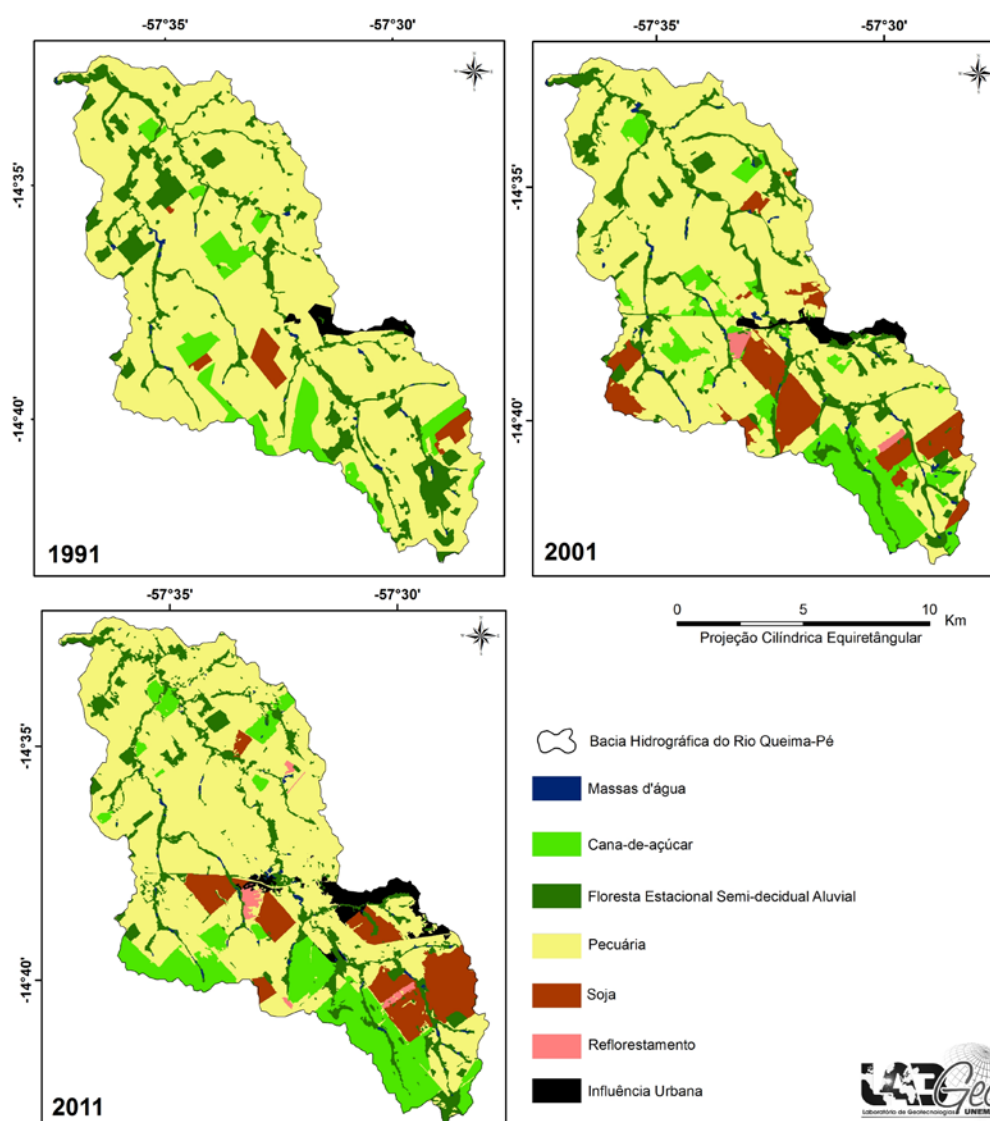 -57°35' -57°30' -57°35' -57°30'
-14°35'
-14°40'
1991
-14°35'
-14°40'
2001
-57°35' -57°30'
-14°35'
-14°40'
2011
0 5 10 Km
Projeção Cilíndrica Equiretângular
Bacia Hidrográfica do Rio Queima-Pé
Massas d'água
Cana-de-açúcar
Floresta Estacional Semi-decidual Aluvial
Pecuária
Soja
Reflorestamento
Influência Urbana
LAB Geo
Laboratório de Geotecnologias UNEM